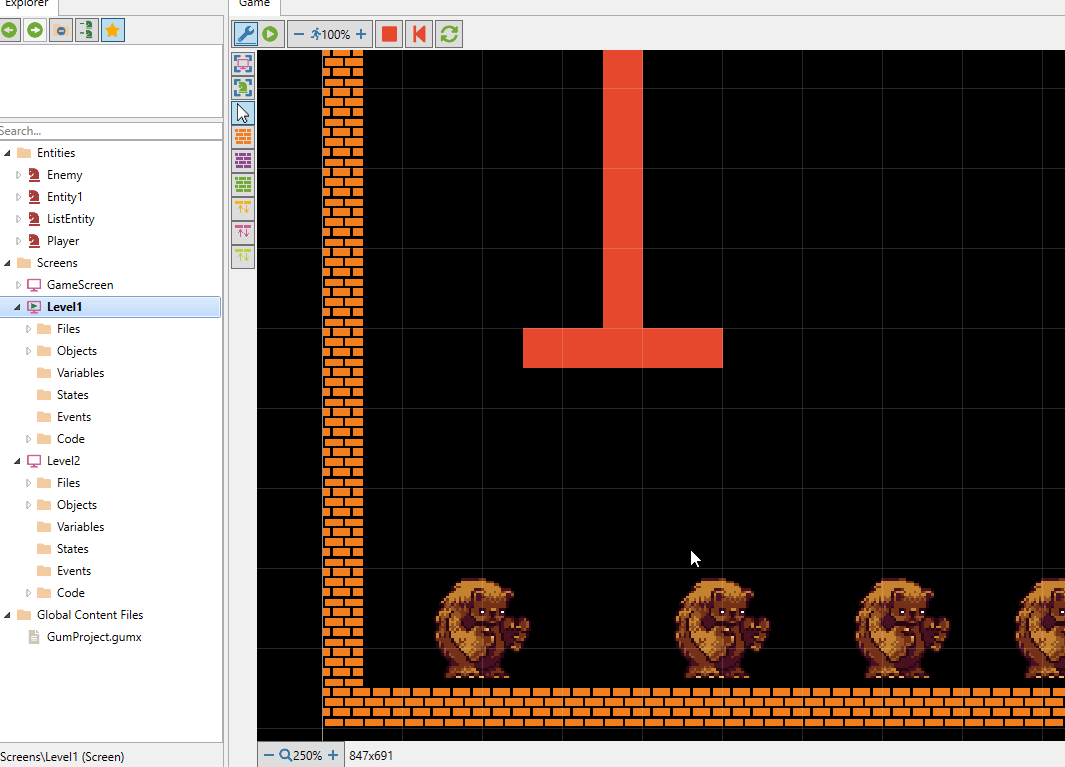 Explorer
Game
100%
Search...
Entities
Enemy
Entity1
ListEntity
Player
Screens
GameScreen
Level1
Files
Objects
Variables
States
Events
Code
Level2
Files
Objects
Variables
States
Events
Code
Global Content Files
GumProject.gumx
Screens\Level1 (Screen)
250%
847x691